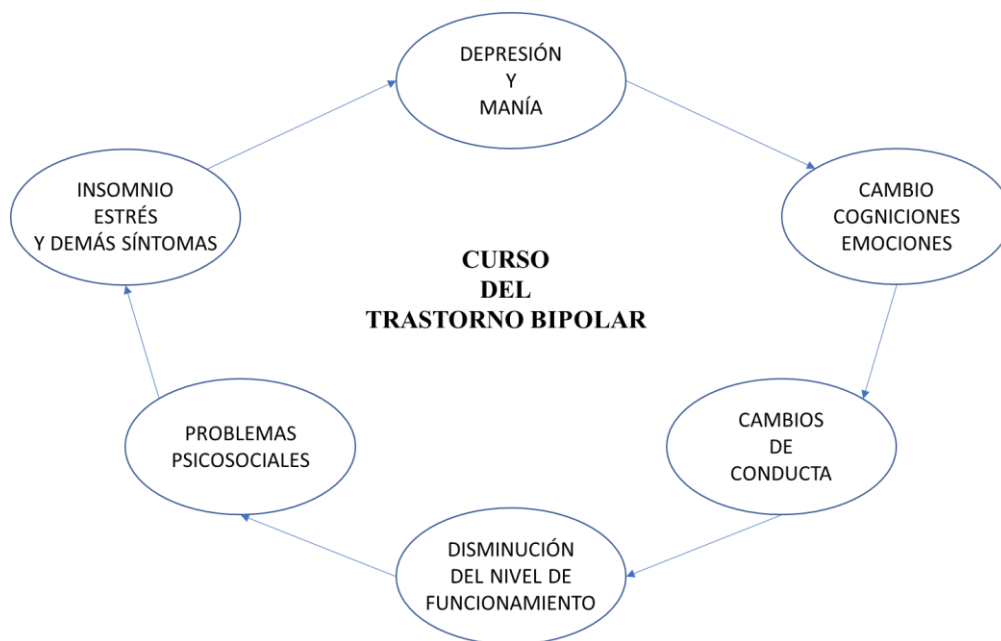 DEPRESIÓN
Y
MANÍA
CAMBIO
COGNICIONES
EMOCIONES
CAMBIOS
DE
CONDUCTA
DISMINUCIÓN
DEL NIVEL DE
FUNCIONAMIENTO
PROBLEMAS
PSICOSOCIALES
INSOMNIO
ESTRÉS
Y DEMÁS SÍNTOMAS
CURSO
DEL
TRASTORNO BIPOLAR